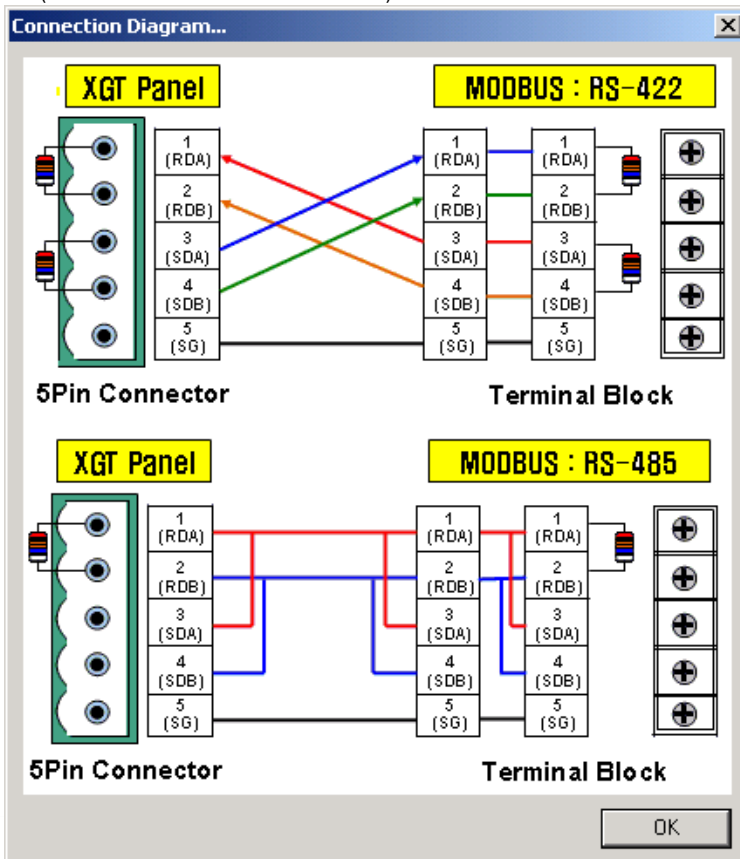 Connection Diagram...
XGT Panel
MODBUS : RS-422
1
(RDA)
2
(RDB)
3
(SDA)
4
(SDB)
5
(SG)
1
(RDA)
2
(RDB)
3
(SDA)
4
(SDB)
5
(SG)
1
(RDA)
2
(RDB)
3
(SDA)
4
(SDB)
5
(SG)
5Pin Connector
Terminal Block
XGT Panel
MODBUS : RS-485
1
(RDA)
2
(RDB)
3
(SDA)
4
(SDB)
5
(SG)
1
(RDA)
2
(RDB)
3
(SDA)
4
(SDB)
5
(SG)
1
(RDA)
2
(RDB)
3
(SDA)
4
(SDB)
5
(SG)
5Pin Connector
Terminal Block
OK